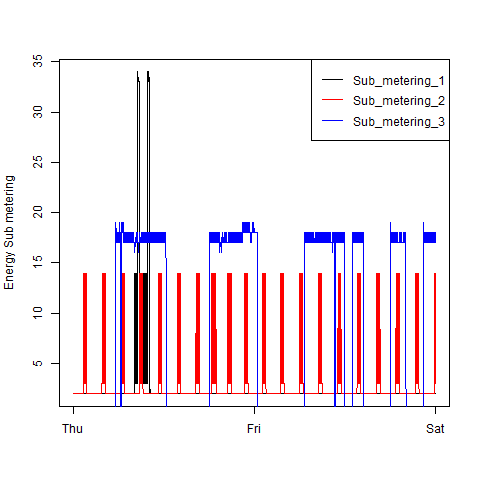 Sub_metering_1
Sub_metering_2
Sub_metering_3
Energy Sub metering
35
30
25
20
15
10
5
Thu
Fri
Sat